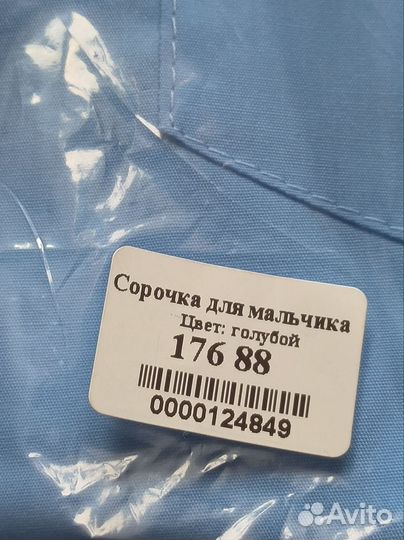 Сорочка для мальчика
Цвет: голубой
176 88
0000124849
Avito